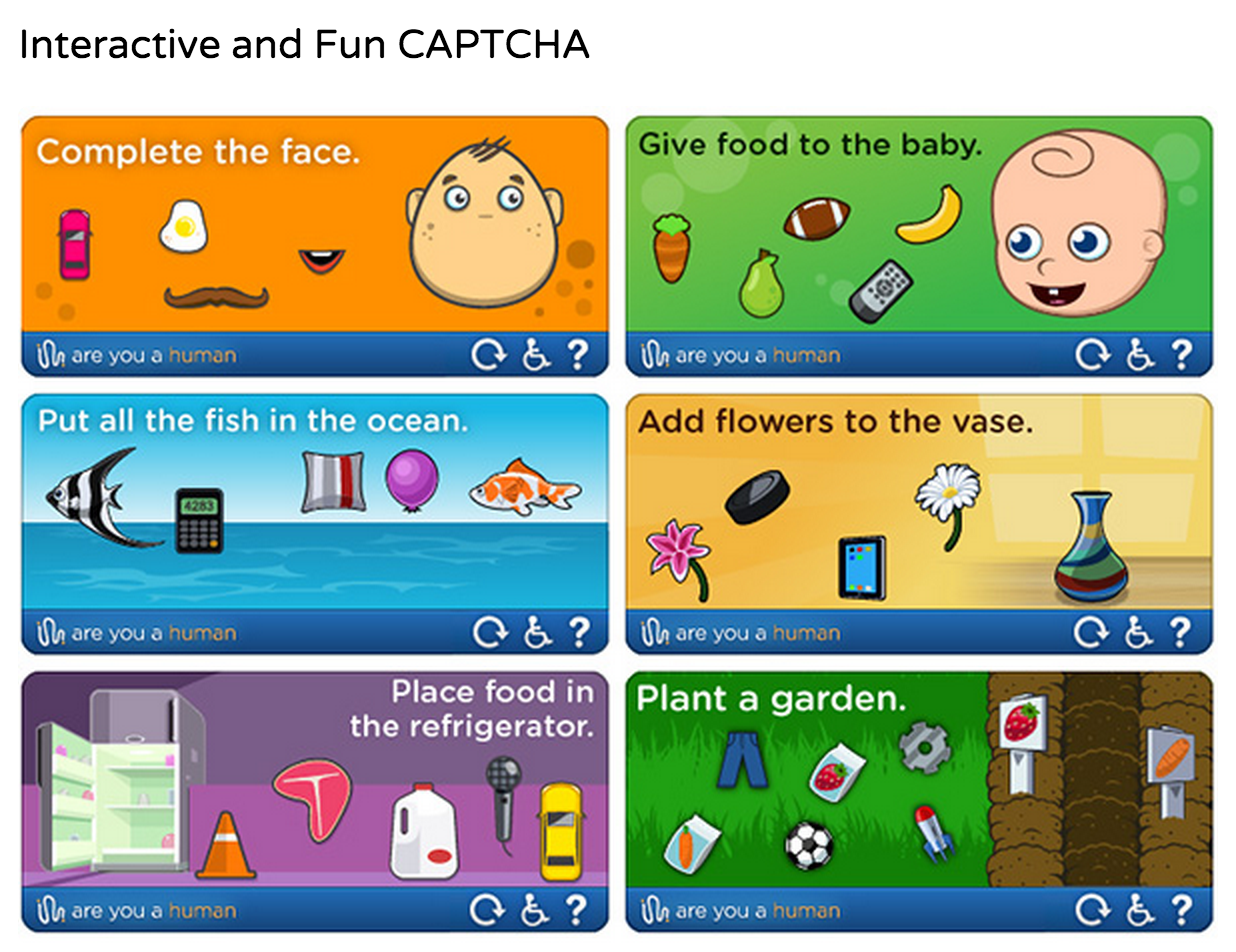 Interactive and Fun CAPTCHA
Complete the face.
are you a human
Give food to the baby.
are you a human
Put all the fish in the ocean.
4283
are you a human
Add flowers to the vase.
are you a human
Place food in
the refrigerator.
are you a human
Plant a garden.
are you a human